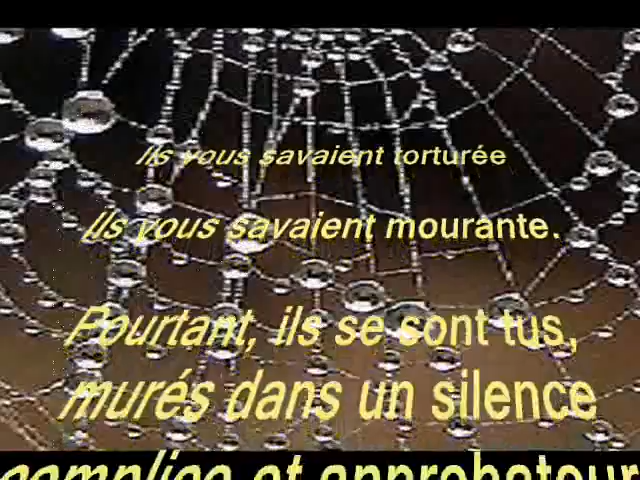 Ils vous savaient torturée
Ils vous savaient mourante.
Pourtant, ils se sont tus,
murés dans un silence
complice et approbateur